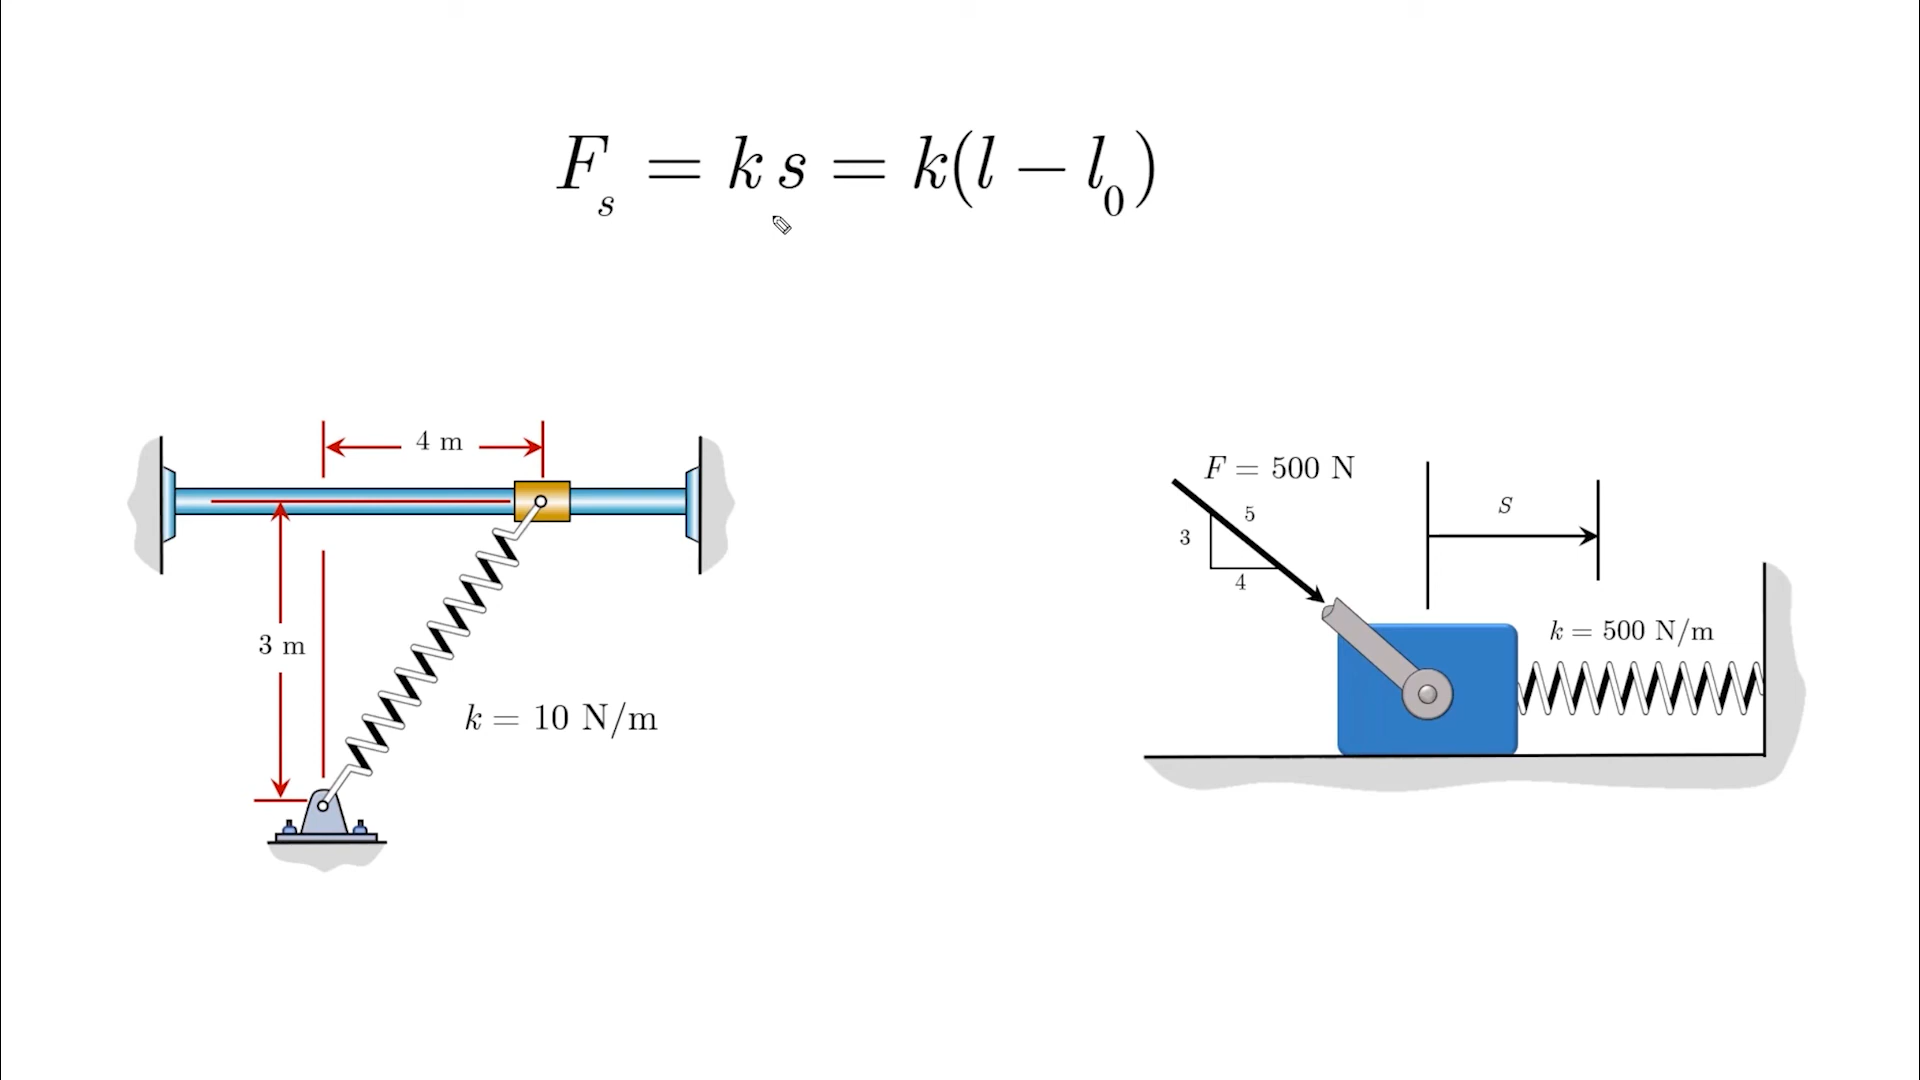 F_s = k s = k(l − l_0)
4 m
3 m
k = 10 N/m
F = 500 N
5
3
4
S
k = 500 N/m